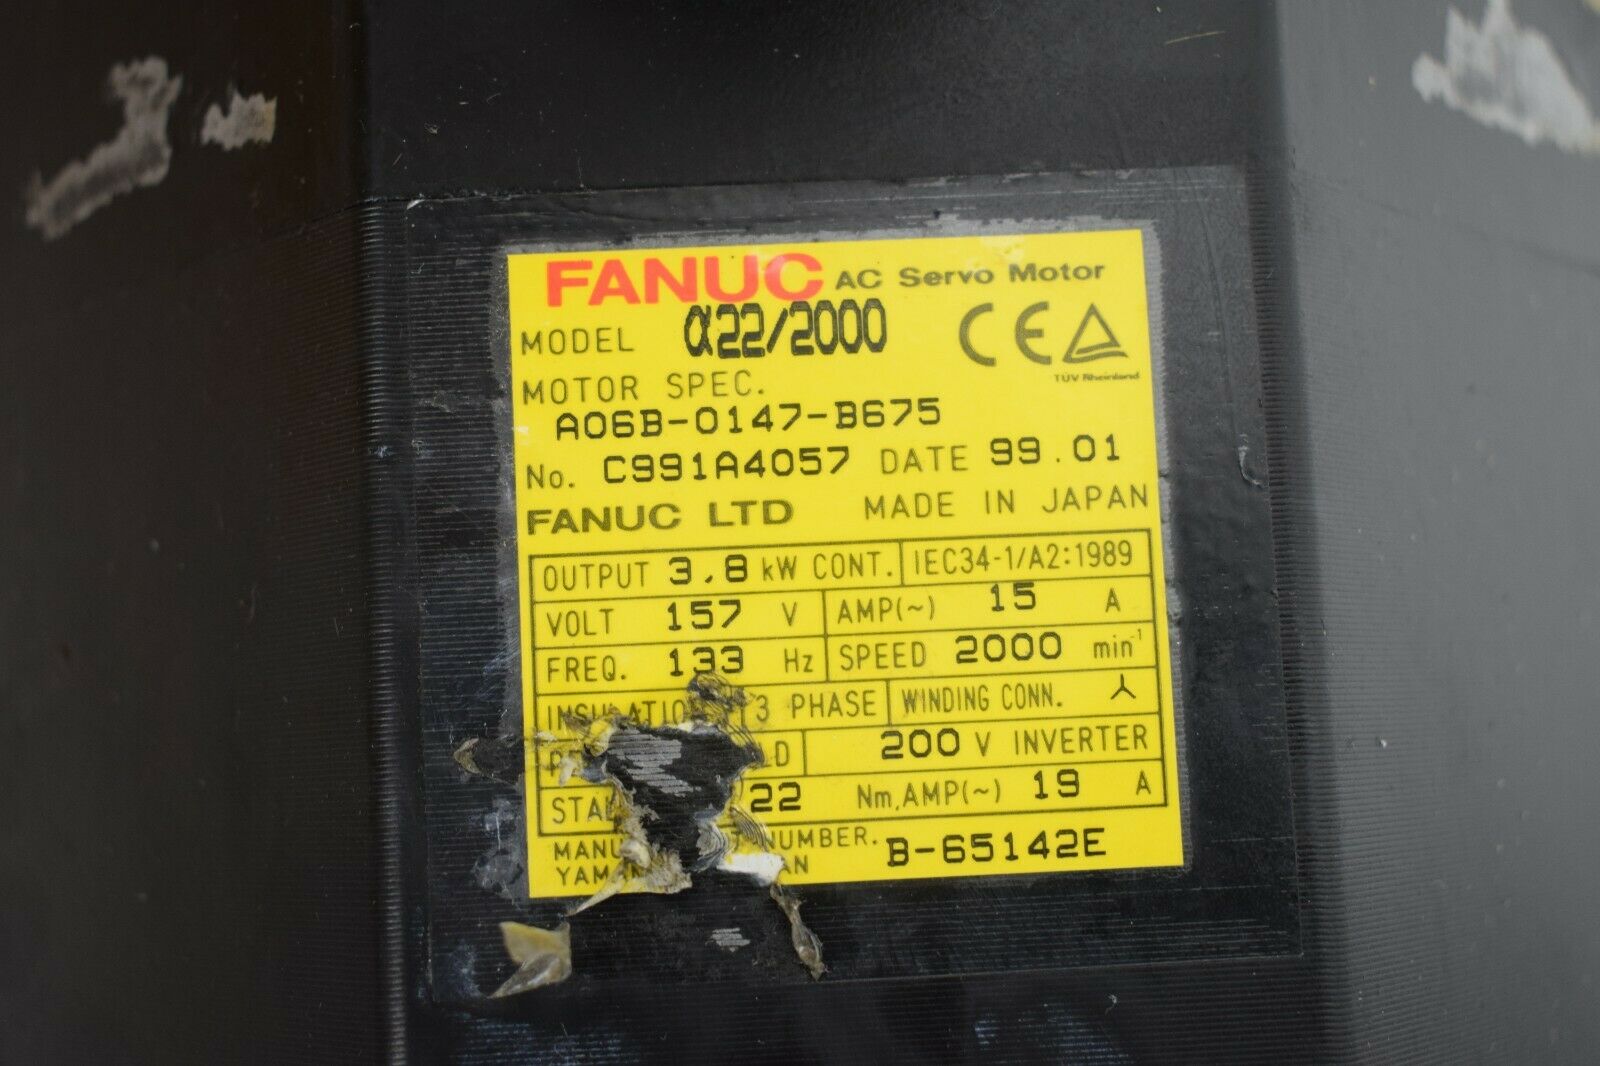 FANUC AC Servo Motor
MODEL α22/2000 CE
TÜV Rheinland
MOTOR SPEC.
A06B-0147-B675
No. C991A4057 DATE 99.01
FANUC LTD MADE IN JAPAN
OUTPUT 3.8 kW CONT. IEC34-1/A2:1989
VOLT 157 V AMP(~) 15 A
FREQ. 133 Hz SPEED 2000 min-1
3 PHASE WINDING CONN.
200 V INVERTER
22 Nm, AMP(~) 19 A
NUMBER. B-65142E